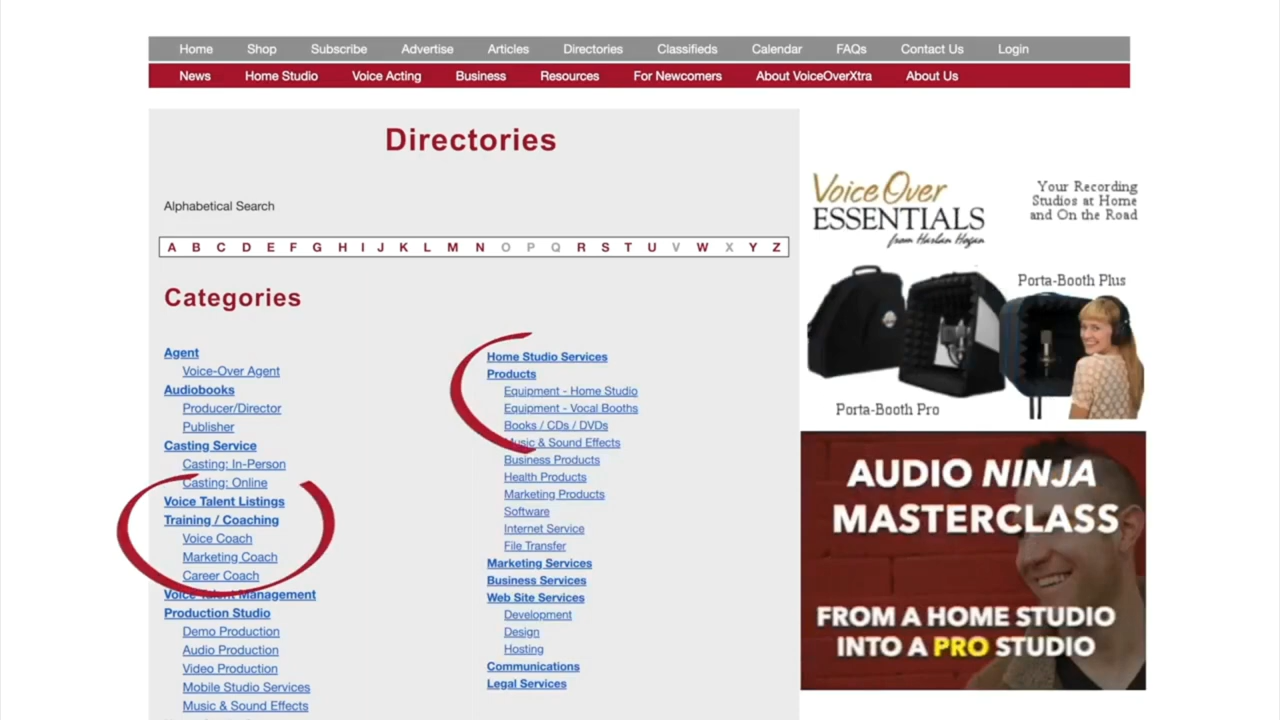 Home Shop Subscribe Advertise Articles Directories Classifieds Calendar FAQs Contact Us Login
News Home Studio Voice Acting Business Resources For Newcomers About VoiceOverXtra About Us
Directories
Alphabetical Search
A B C D E F G H I J K L M N O P Q R S T U V W X Y Z
Categories
Agent
Voice-Over Agent
Audiobooks
Producer/Director
Publisher
Casting Service
Casting: In-Person
Casting: Online
Voice Talent Listings
Training / Coaching
Voice Coach
Marketing Coach
Career Coach
Voice Talent Management
Production Studio
Demo Production
Audio Production
Video Production
Mobile Studio Services
Music & Sound Effects
Home Studio Services
Products
Equipment - Home Studio
Equipment - Vocal Booths
Books / CDs / DVDs
Music & Sound Effects
Business Products
Health Products
Marketing Products
Software
Internet Service
File Transfer
Marketing Services
Business Services
Web Site Services
Development
Design
Hosting
Communications
Legal Services
Voice Over
ESSENTIALS
from Harlan Hogan
Your Recording
Studios at Home
and On the Road
Porta-Booth Plus
Porta-Booth Pro
AUDIO NINJA
MASTERCLASS
FROM A HOME STUDIO
INTO A PRO STUDIO